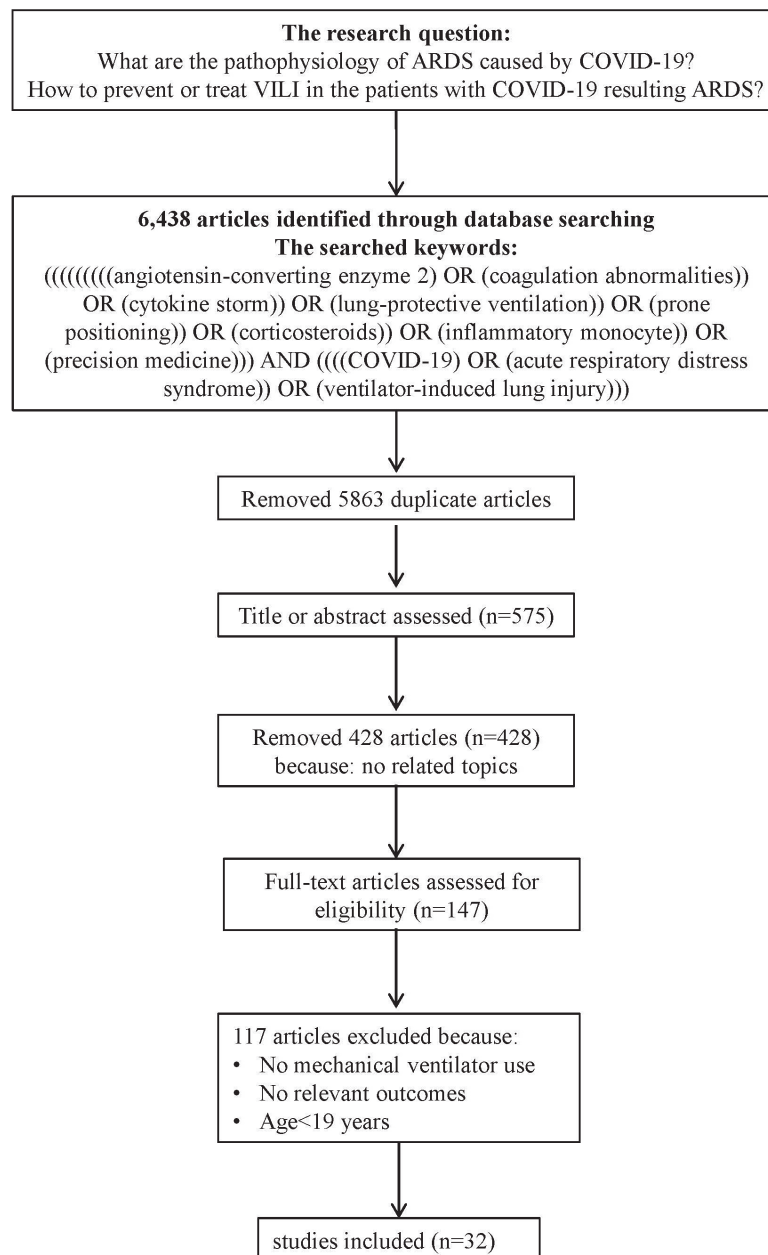 The research question:
What are the pathophysiology of ARDS caused by COVID-19?
How to prevent or treat VILI in the patients with COVID-19 resulting ARDS?
6,438 articles identified through database searching
The searched keywords:
(((((((((angiotensin-converting enzyme 2) OR (coagulation abnormalities))
OR (cytokine storm)) OR (lung-protective ventilation)) OR (prone
positioning)) OR (corticosteroids)) OR (inflammatory monocyte)) OR
(precision medicine))) AND ((((COVID-19) OR (acute respiratory distress
syndrome)) OR (ventilator-induced lung injury)))
Removed 5863 duplicate articles
Title or abstract assessed (n=575)
Removed 428 articles (n=428)
because: no related topics
Full-text articles assessed for
eligibility (n=147)
117 articles excluded because:
• No mechanical ventilator use
• No relevant outcomes
• Age<19 years
studies included (n=32)